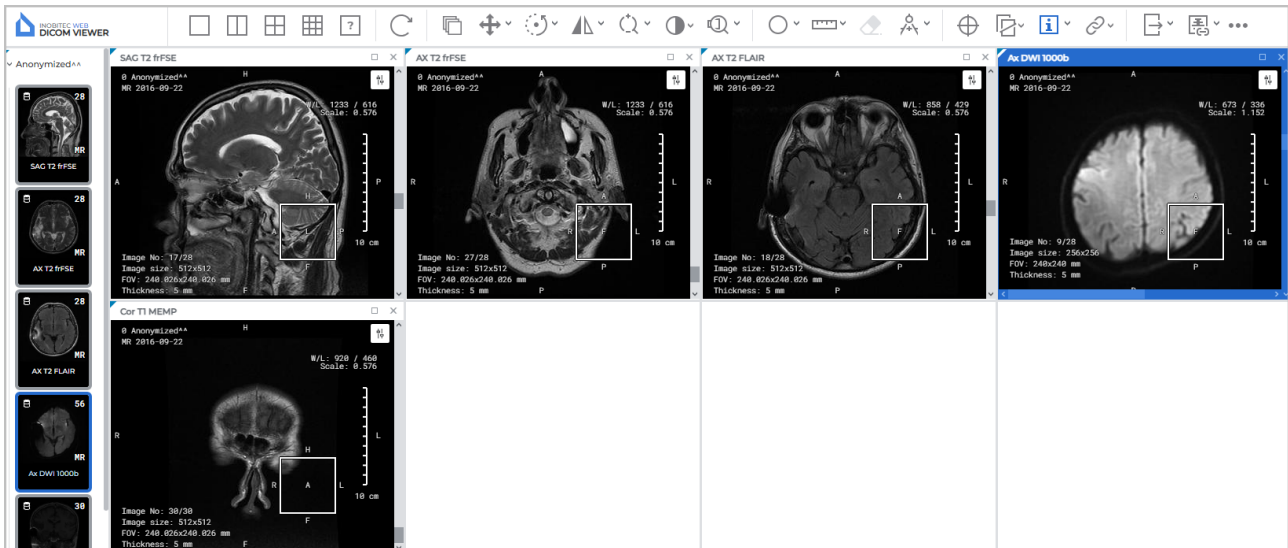 INOBITEC WEB
DICOM VIEWER
?
1
i
Anonymized^^
28
MR
SAG T2 frFSE
28
MR
AX T2 frFSE
28
MR
AX T2 FLAIR
56
MR
Ax DWI 1000b
30
SAG T2 frFSE
0 Anonymized^^
MR 2016-09-22
H
W/L: 1233 / 616
Scale: 0.576
A
P
H
A
P
F
10 cm
Image No: 17/28
Image size: 512x512
FOV: 240.026x240.026 mm
Thickness: 5 mm
F
AX T2 frFSE
0 Anonymized^^
MR 2016-09-22
A
W/L: 1233 / 616
Scale: 0.576
R
L
A
R
F
L
P
10 cm
Image No: 27/28
Image size: 512x512
FOV: 240.026x240.026 mm
Thickness: 5 mm
P
AX T2 FLAIR
0 Anonymized^^
MR 2016-09-22
A
W/L: 858 / 429
Scale: 0.576
R
L
A
R
F
L
P
10 cm
Image No: 18/28
Image size: 512x512
FOV: 240.026x240.026 mm
Thickness: 5 mm
P
Ax DWI 1000b
0 Anonymized^^
MR 2016-09-22
A
W/L: 673 / 336
Scale: 1.152
R
L
A
R
F
L
P
10 cm
Image No: 9/28
Image size: 256x256
FOV: 240x240 mm
Thickness: 5 mm
Cor T1 MEMP
0 Anonymized^^
MR 2016-09-22
H
W/L: 920 / 460
Scale: 0.576
R
L
H
R
A
L
F
10 cm
Image No: 30/30
Image size: 512x512
FOV: 240.026x240.026 mm
Thickness: 5 mm
F